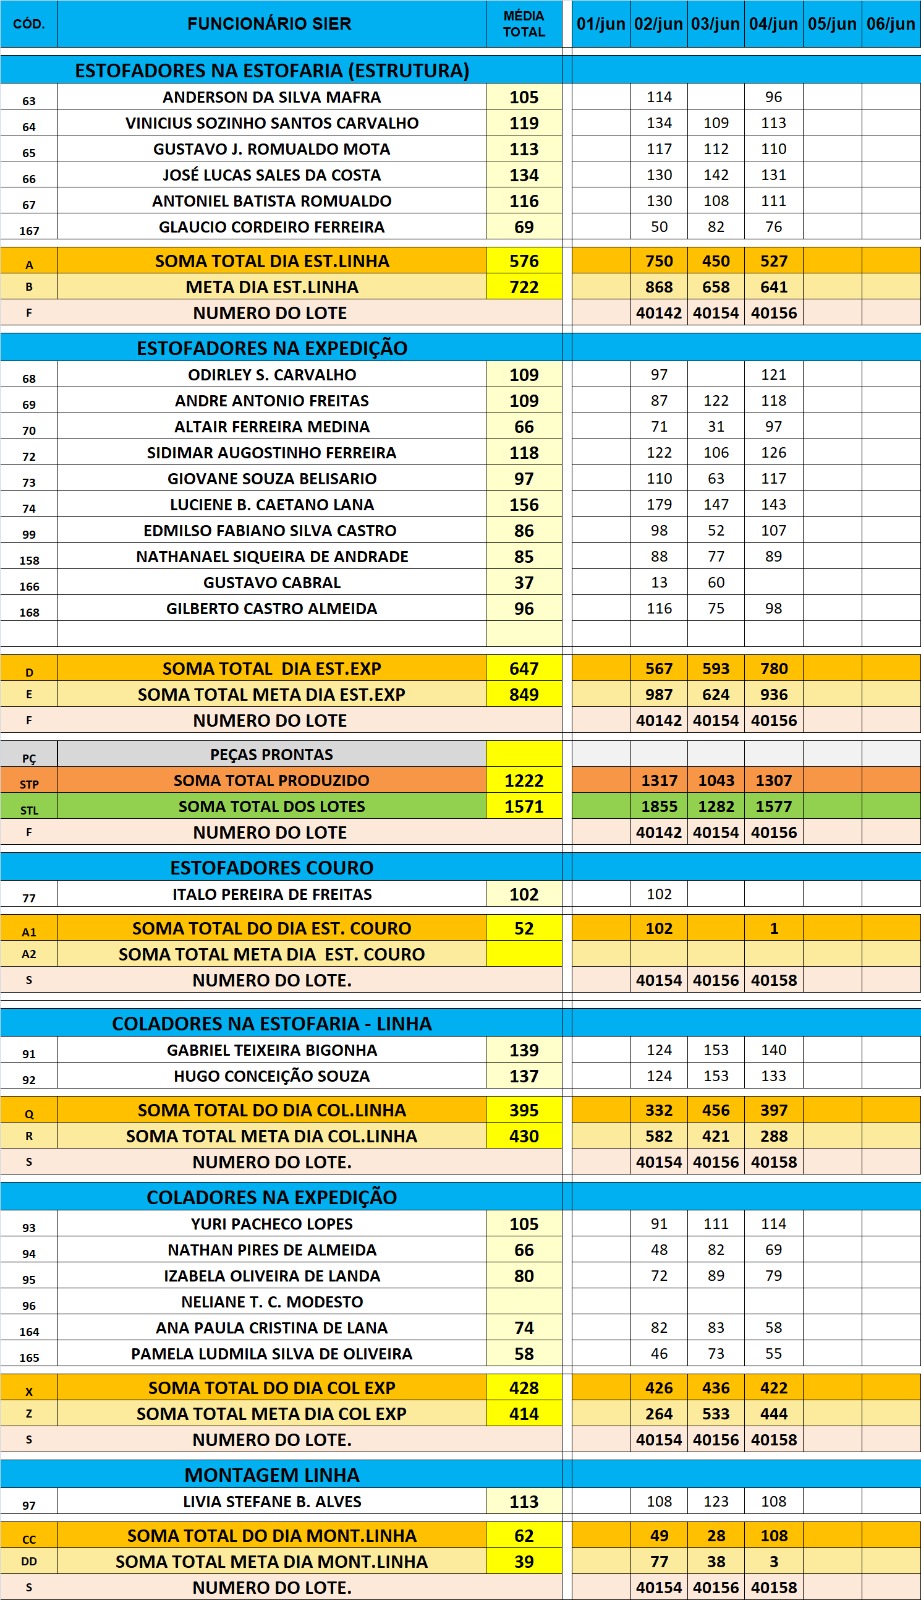 CÓD. FUNCIONÁRIO SIER MÉDIA TOTAL 01/jun 02/jun 03/jun 04/jun 05/jun 06/jun
ESTOFADORES NA ESTOFARIA (ESTRUTURA)
63 ANDERSON DA SILVA MAFRA 105 114 96
64 VINICIUS SOZINHO SANTOS CARVALHO 119 134 109 113
65 GUSTAVO J. ROMUALDO MOTA 113 117 112 110
66 JOSÉ LUCAS SALES DA COSTA 134 130 142 131
67 ANTONIEL BATISTA ROMUALDO 116 130 108 111
167 GLAUCIO CORDEIRO FERREIRA 69 50 82 76
A SOMA TOTAL DIA EST.LINHA 576 750 450 527
B META DIA EST.LINHA 722 868 658 641
F NUMERO DO LOTE 40142 40154 40156
ESTOFADORES NA EXPEDIÇÃO
68 ODIRLEY S. CARVALHO 109 97 121
69 ANDRE ANTONIO FREITAS 109 87 122 118
70 ALTAIR FERREIRA MEDINA 66 71 31 97
72 SIDIMAR AUGOSTINHO FERREIRA 118 122 106 126
73 GIOVANE SOUZA BELISARIO 97 110 63 117
74 LUCIENE B. CAETANO LANA 156 179 147 143
99 EDMILSO FABIANO SILVA CASTRO 86 98 52 107
158 NATHANAEL SIQUEIRA DE ANDRADE 85 88 77 89
166 GUSTAVO CABRAL 37 13 60
168 GILBERTO CASTRO ALMEIDA 96 116 75 98
D SOMA TOTAL DIA EST.EXP 647 567 593 780
E SOMA TOTAL META DIA EST.EXP 849 987 624 936
F NUMERO DO LOTE 40142 40154 40156
PÇ PEÇAS PRONTAS
STP SOMA TOTAL PRODUZIDO 1222 1317 1043 1307
STL SOMA TOTAL DOS LOTES 1571 1855 1282 1577
F NUMERO DO LOTE 40142 40154 40156
ESTOFADORES COURO
77 ITALO PEREIRA DE FREITAS 102 102
A1 SOMA TOTAL DO DIA EST. COURO 52 102 1
A2 SOMA TOTAL META DIA EST. COURO
S NUMERO DO LOTE. 40154 40156 40158
COLADORES NA ESTOFARIA - LINHA
91 GABRIEL TEIXEIRA BIGONHA 139 124 153 140
92 HUGO CONCEIÇÃO SOUZA 137 124 153 133
Q SOMA TOTAL DO DIA COL.LINHA 395 332 456 397
R SOMA TOTAL META DIA COL.LINHA 430 582 421 288
S NUMERO DO LOTE. 40154 40156 40158
COLADORES NA EXPEDIÇÃO
93 YURI PACHECO LOPES 105 91 111 114
94 NATHAN PIRES DE ALMEIDA 66 48 82 69
95 IZABELA OLIVEIRA DE LANDA 80 72 89 79
96 NELIANE T. C. MODESTO
164 ANA PAULA CRISTINA DE LANA 74 82 83 58
165 PAMELA LUDMILA SILVA DE OLIVEIRA 58 46 73 55
X SOMA TOTAL DO DIA COL EXP 428 426 436 422
Z SOMA TOTAL META DIA COL EXP 414 264 533 444
S NUMERO DO LOTE. 40154 40156 40158
MONTAGEM LINHA
97 LIVIA STEFANE B. ALVES 113 108 123 108
CC SOMA TOTAL DO DIA MONT.LINHA 62 49 28 108
DD SOMA TOTAL META DIA MONT.LINHA 39 77 38 3
S NUMERO DO LOTE. 40154 40156 40158